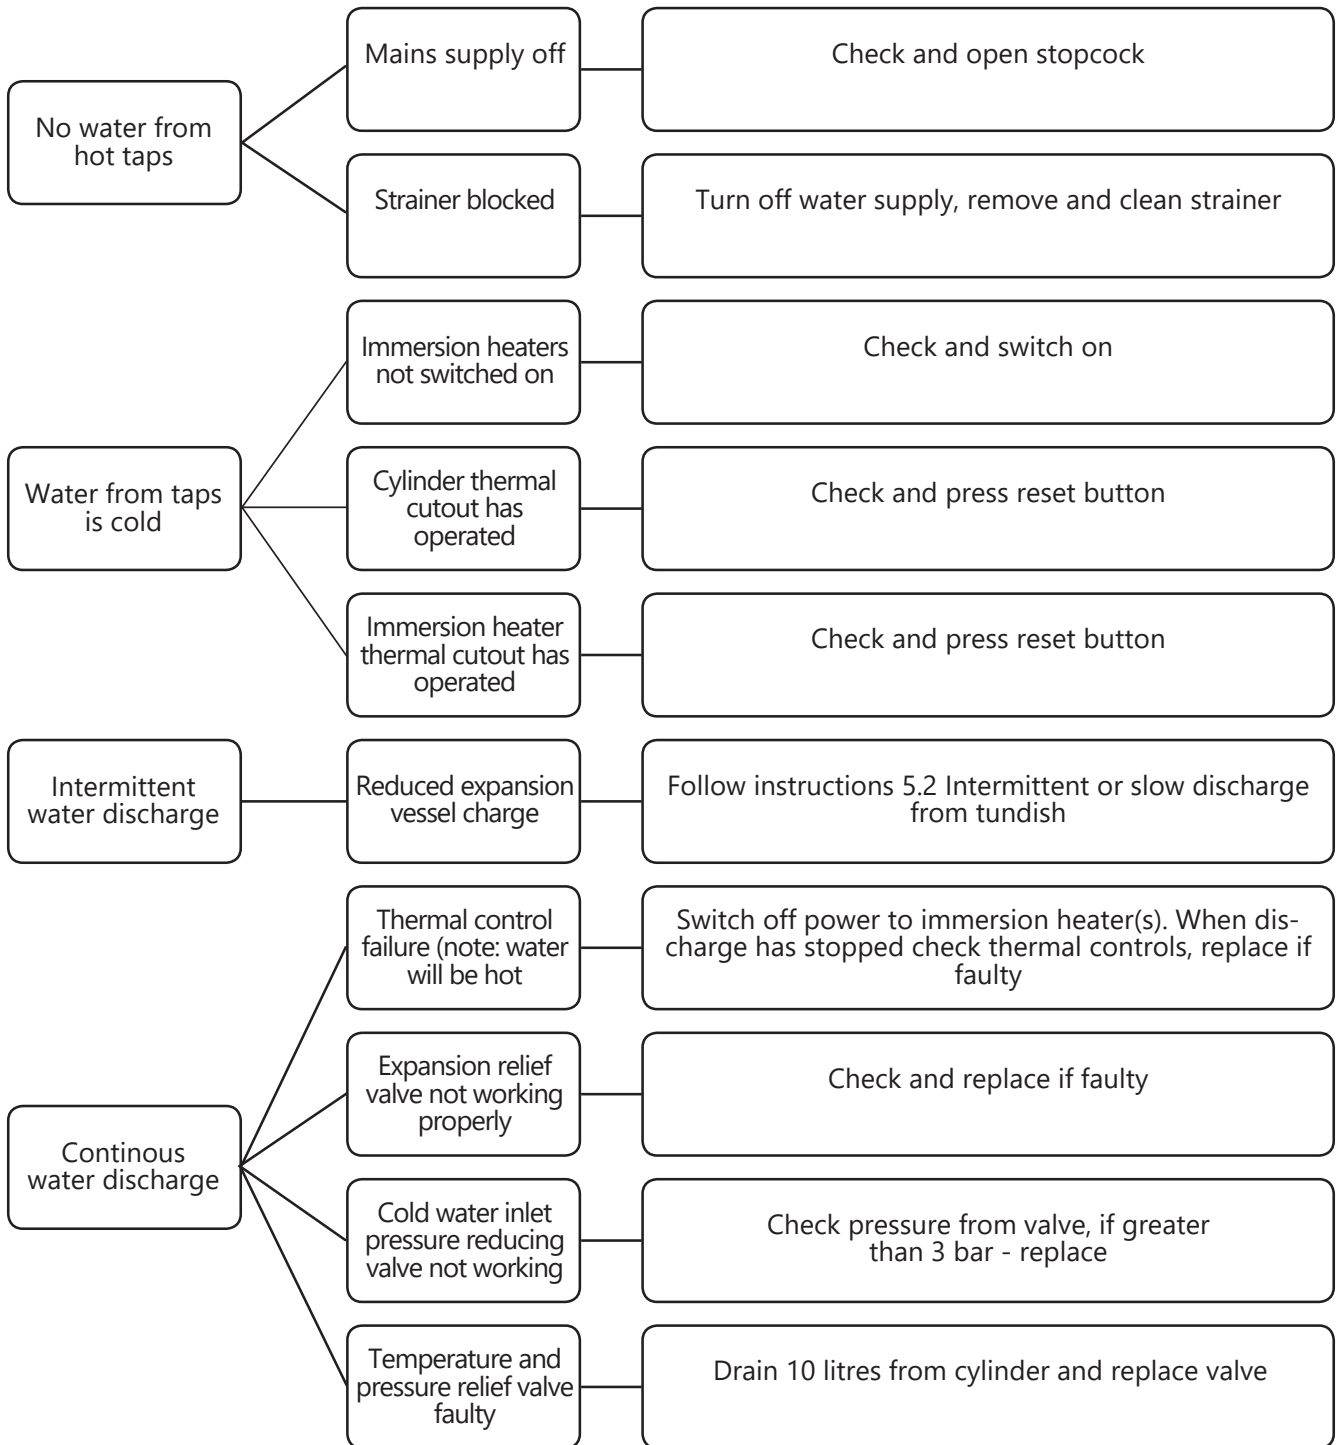 Mains supply off
Check and open stopcock
No water from
hot taps
Strainer blocked
Turn off water supply, remove and clean strainer
Immersion heaters
not switched on
Check and switch on
Water from taps
is cold
Cylinder thermal
cutout has
operated
Check and press reset button
Immersion heater
thermal cutout has
operated
Check and press reset button
Intermittent
water discharge
Reduced expansion
vessel charge
Follow instructions 5.2 Intermittent or slow discharge
from tundish
Thermal control
failure (note: water
will be hot
Switch off power to immersion heater(s). When dis-
charge has stopped check thermal controls, replace if
faulty
Expansion relief
valve not working
properly
Check and replace if faulty
Continous
water discharge
Cold water inlet
pressure reducing
valve not working
Check pressure from valve, if greater
than 3 bar - replace
Temperature and
pressure relief valve
faulty
Drain 10 litres from cylinder and replace valve